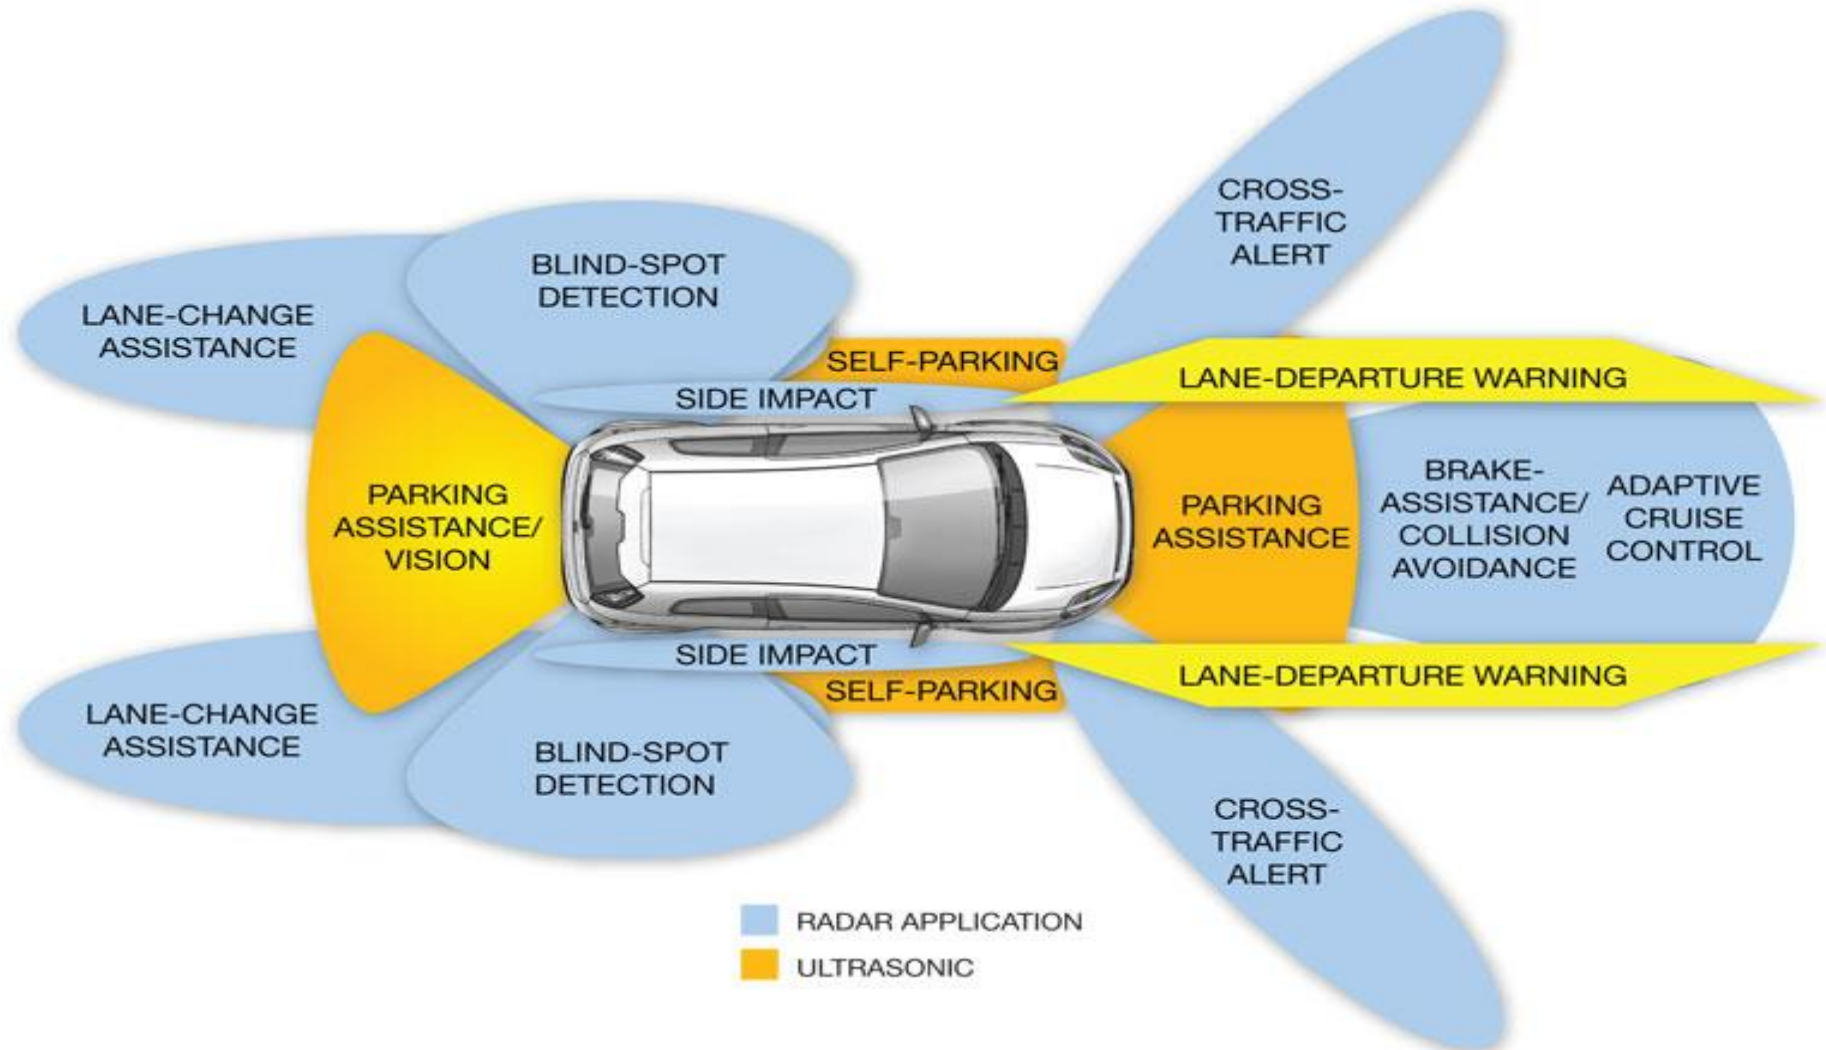 CROSS-
TRAFFIC
ALERT
BLIND-SPOT
DETECTION
LANE-CHANGE
ASSISTANCE
SELF-PARKING
LANE-DEPARTURE WARNING
SIDE IMPACT
PARKING
ASSISTANCE/
VISION
PARKING
ASSISTANCE
BRAKE-
ASSISTANCE/
COLLISION
AVOIDANCE
ADAPTIVE
CRUISE
CONTROL
SIDE IMPACT
LANE-DEPARTURE WARNING
SELF-PARKING
LANE-CHANGE
ASSISTANCE
BLIND-SPOT
DETECTION
CROSS-
TRAFFIC
ALERT
RADAR APPLICATION
ULTRASONIC